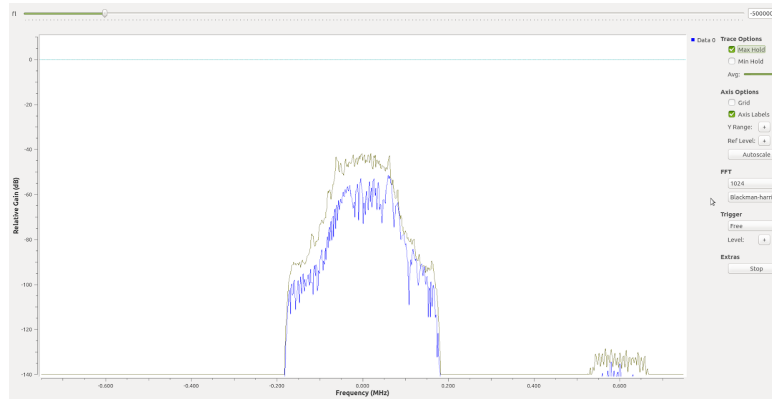 f1
-500000
Data 0
Trace Options
Max Hold
Min Hold
Avg:
Axis Options
Grid
Axis Labels
Y Range: +
Ref Level: +
Autoscale
FFT
1024
Blackman-harri
Trigger
Free
Level: +
Extras
Stop
Relative Gain (dB)
0
-20
-40
-60
-80
-100
-120
-140
-0.600
-0.400
-0.200
0.000
0.200
0.400
0.600
Frequency (MHz)